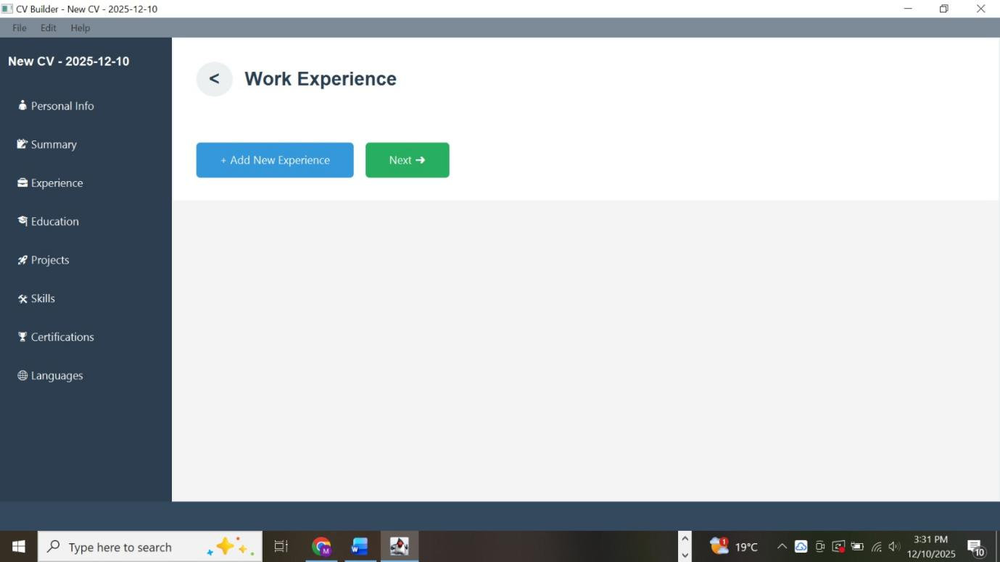 CV Builder - New CV - 2025-12-10
File Edit Help
New CV - 2025-12-10
Personal Info
Summary
Experience
Education
Projects
Skills
Certifications
Languages
< Work Experience
+ Add New Experience Next ➜
Type here to search
1
19°C
3:31 PM
12/10/2025
10
M
W